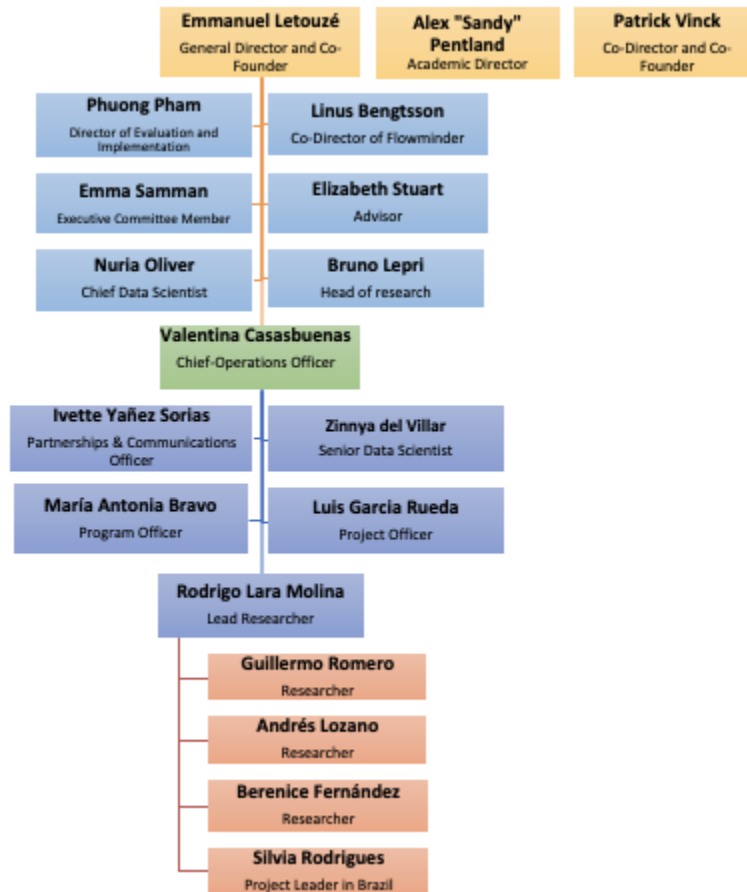 Emmanuel Letouzé
General Director and Co-
Founder
Alex "Sandy"
Pentland
Academic Director
Patrick Vinck
Co-Director and Co-
Founder
Phuong Pham
Director of Evaluation and
Implementation
Linus Bengtsson
Co-Director of Flowminder
Emma Samman
Executive Committee Member
Elizabeth Stuart
Advisor
Nuria Oliver
Chief Data Scientist
Bruno Lepri
Head of research
Valentina Casasbuenas
Chief-Operations Officer
Ivette Yañez Sorias
Partnerships & Communications
Officer
Zinnya del Villar
Senior Data Scientist
María Antonia Bravo
Program Officer
Luis Garcia Rueda
Project Officer
Rodrigo Lara Molina
Lead Researcher
Guillermo Romero
Researcher
Andrés Lozano
Researcher
Berenice Fernández
Researcher
Silvia Rodrigues
Project Leader in Brazil